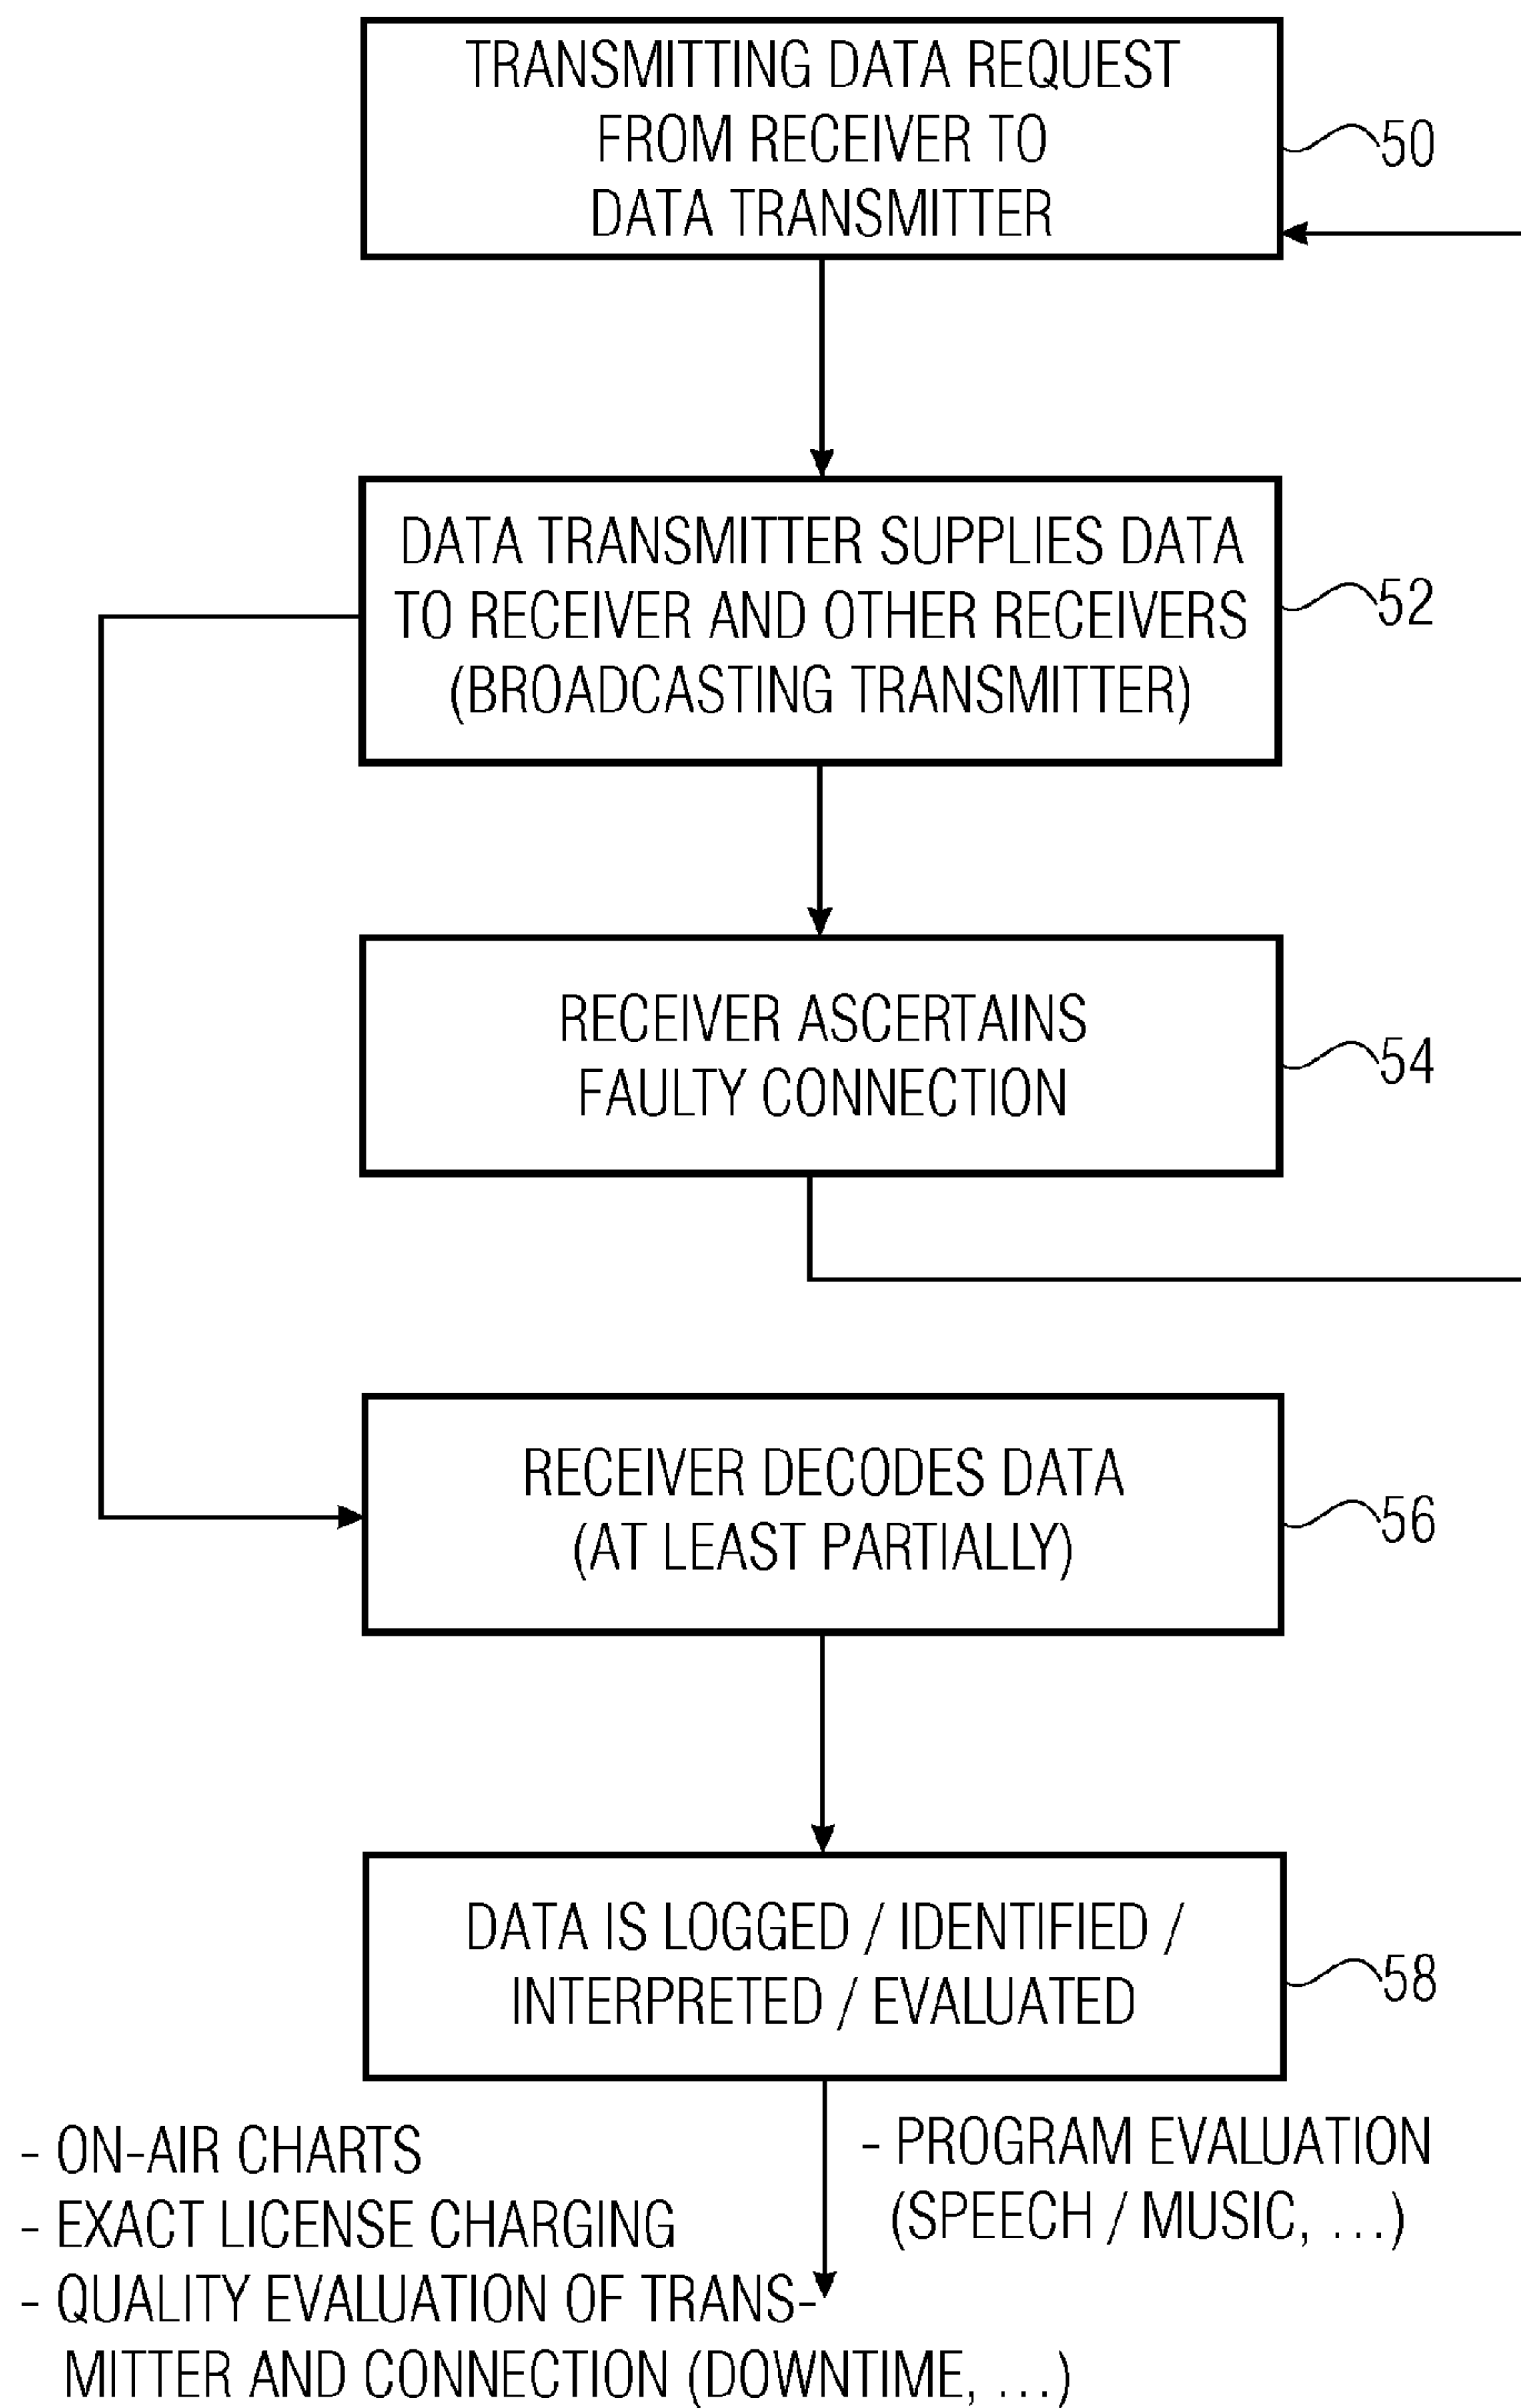 TRANSMITTING DATA REQUEST
FROM RECEIVER TO
DATA TRANSMITTER
50
DATA TRANSMITTER SUPPLIES DATA
TO RECEIVER AND OTHER RECEIVERS
(BROADCASTING TRANSMITTER)
52
RECEIVER ASCERTAINS
FAULTY CONNECTION
54
RECEIVER DECODES DATA
(AT LEAST PARTIALLY)
56
DATA IS LOGGED / IDENTIFIED /
INTERPRETED / EVALUATED
58
- ON-AIR CHARTS
- EXACT LICENSE CHARGING
- QUALITY EVALUATION OF TRANS-
MITTER AND CONNECTION (DOWNTIME, ...)
- PROGRAM EVALUATION
(SPEECH / MUSIC, ...)